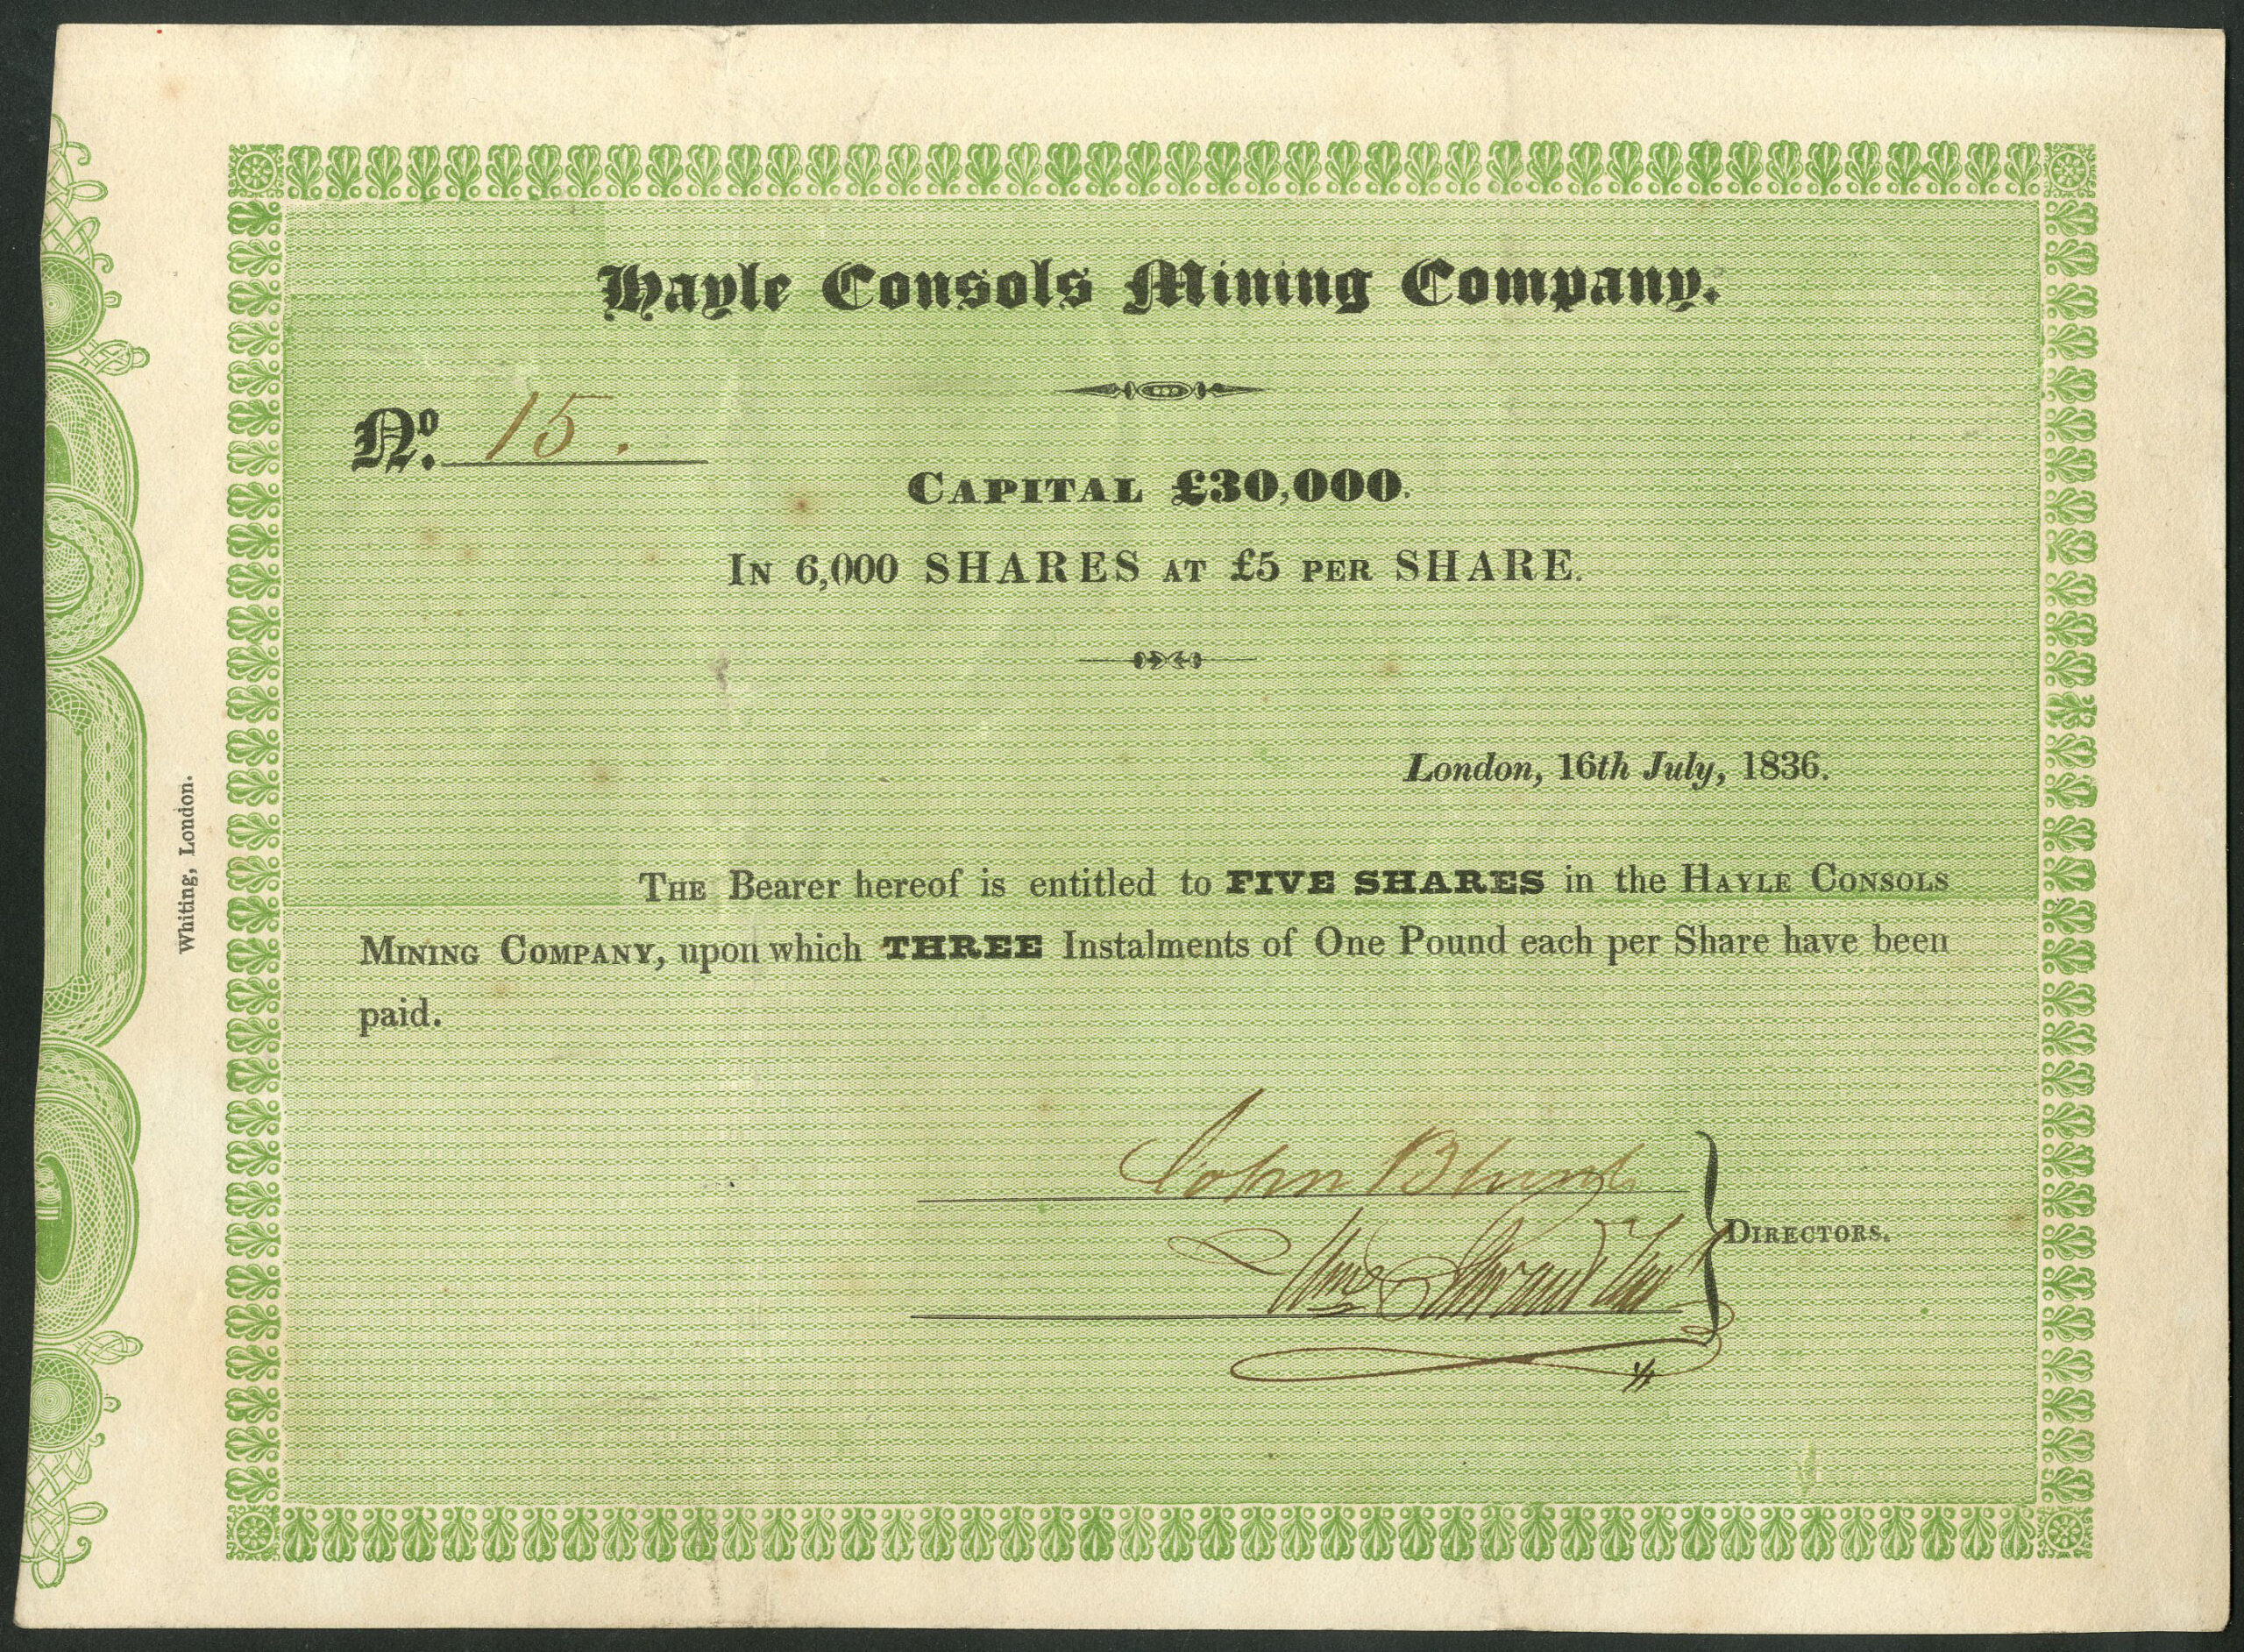 Hayle Consols Mining Company.
No. 15.
CAPITAL £30,000.
IN 6,000 SHARES AT £5 PER SHARE.
London, 16th July, 1836.
THE Bearer hereof is entitled to FIVE SHARES in the HAYLE CONSOLS
MINING COMPANY, upon which THREE Instalments of One Pound each per Share have been
paid.
John Blunt
Wm
DIRECTORS.
Whiting, London.